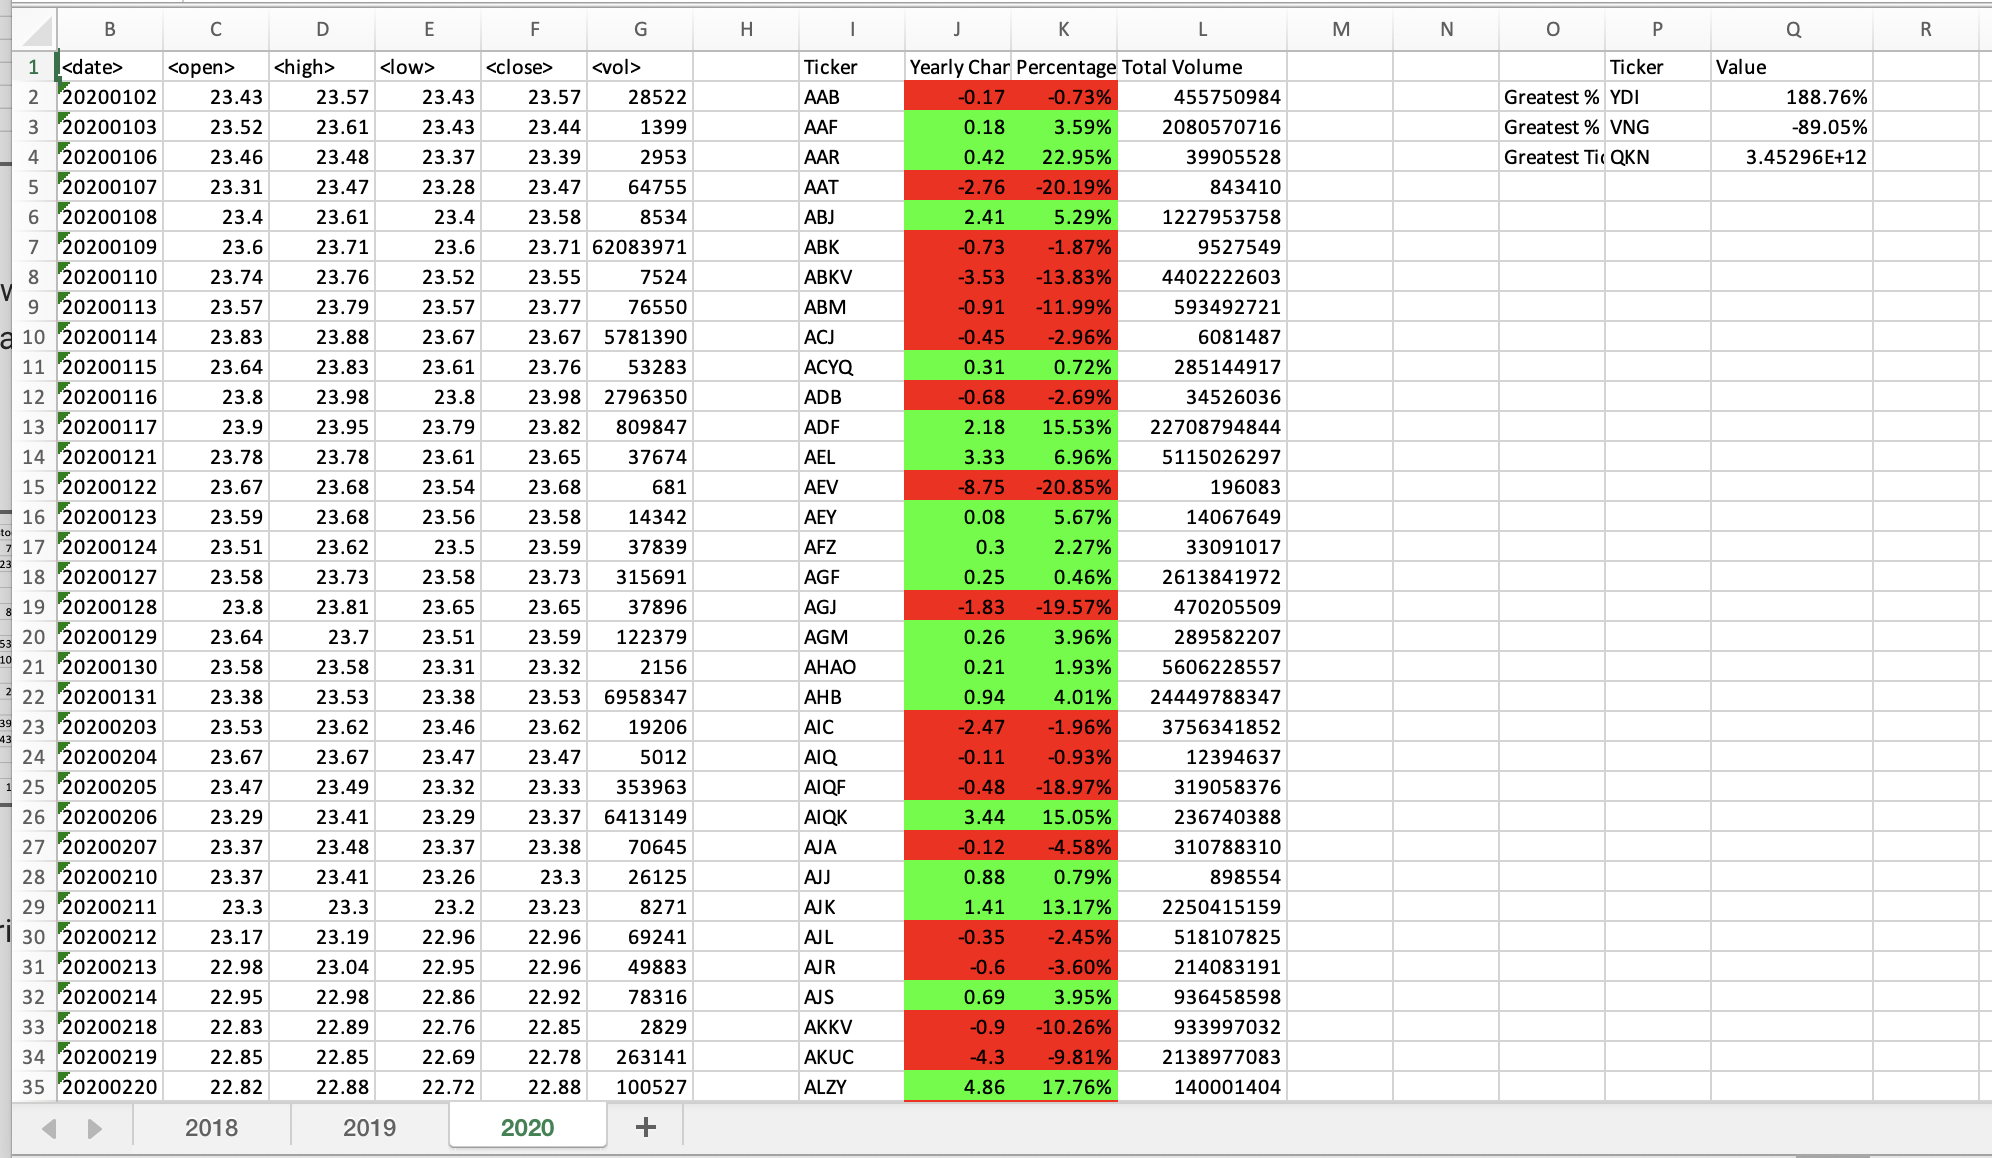 B C D E F G H I J K L M N O P Q R
1 <date> <open> <high> <low> <close> <vol> Ticker Yearly Char Percentage Total Volume Ticker Value
2 20200102 23.43 23.57 23.43 23.57 28522 AAB -0.17 -0.73% 455750984 Greatest % YDI 188.76%
3 20200103 23.52 23.61 23.43 23.44 1399 AAF 0.18 3.59% 2080570716 Greatest % VNG -89.05%
4 20200106 23.46 23.48 23.37 23.39 2953 AAR 0.42 22.95% 39905528 Greatest Tic QKN 3.45296E+12
5 20200107 23.31 23.47 23.28 23.47 64755 AAT -2.76 -20.19% 843410
6 20200108 23.4 23.61 23.4 23.58 8534 ABJ 2.41 5.29% 1227953758
7 20200109 23.6 23.71 23.6 23.71 62083971 ABK -0.73 -1.87% 9527549
8 20200110 23.74 23.76 23.52 23.55 7524 ABKV -3.53 -13.83% 4402222603
9 20200113 23.57 23.79 23.57 23.77 76550 ABM -0.91 -11.99% 593492721
10 20200114 23.83 23.88 23.67 23.67 5781390 ACJ -0.45 -2.96% 6081487
11 20200115 23.64 23.83 23.61 23.76 53283 ACYQ 0.31 0.72% 285144917
12 20200116 23.8 23.98 23.8 23.98 2796350 ADB -0.68 -2.69% 34526036
13 20200117 23.9 23.95 23.79 23.82 809847 ADF 2.18 15.53% 22708794844
14 20200121 23.78 23.78 23.61 23.65 37674 AEL 3.33 6.96% 5115026297
15 20200122 23.67 23.68 23.54 23.68 681 AEV -8.75 -20.85% 196083
16 20200123 23.59 23.68 23.56 23.58 14342 AEY 0.08 5.67% 14067649
17 20200124 23.51 23.62 23.5 23.59 37839 AFZ 0.3 2.27% 33091017
18 20200127 23.58 23.73 23.58 23.73 315691 AGF 0.25 0.46% 2613841972
19 20200128 23.8 23.81 23.65 23.65 37896 AGJ -1.83 -19.57% 470205509
20 20200129 23.64 23.7 23.51 23.59 122379 AGM 0.26 3.96% 289582207
21 20200130 23.58 23.58 23.31 23.32 2156 AHAO 0.21 1.93% 5606228557
22 20200131 23.38 23.53 23.38 23.53 6958347 AHB 0.94 4.01% 24449788347
23 20200203 23.53 23.62 23.46 23.62 19206 AIC -2.47 -1.96% 3756341852
24 20200204 23.67 23.67 23.47 23.47 5012 AIQ -0.11 -0.93% 12394637
25 20200205 23.47 23.49 23.32 23.33 353963 AIQF -0.48 -18.97% 319058376
26 20200206 23.29 23.41 23.29 23.37 6413149 AIQK 3.44 15.05% 236740388
27 20200207 23.37 23.48 23.37 23.38 70645 AJA -0.12 -4.58% 310788310
28 20200210 23.37 23.41 23.26 23.3 26125 AJJ 0.88 0.79% 898554
29 20200211 23.3 23.3 23.2 23.23 8271 AJK 1.41 13.17% 2250415159
30 20200212 23.17 23.19 22.96 22.96 69241 AJL -0.35 -2.45% 518107825
31 20200213 22.98 23.04 22.95 22.96 49883 AJR -0.6 -3.60% 214083191
32 20200214 22.95 22.98 22.86 22.92 78316 AJS 0.69 3.95% 936458598
33 20200218 22.83 22.89 22.76 22.85 2829 AKKV -0.9 -10.26% 933997032
34 20200219 22.85 22.85 22.69 22.78 263141 AKUC -4.3 -9.81% 2138977083
35 20200220 22.82 22.88 22.72 22.88 100527 ALZY 4.86 17.76% 140001404
2018 2019 2020 +